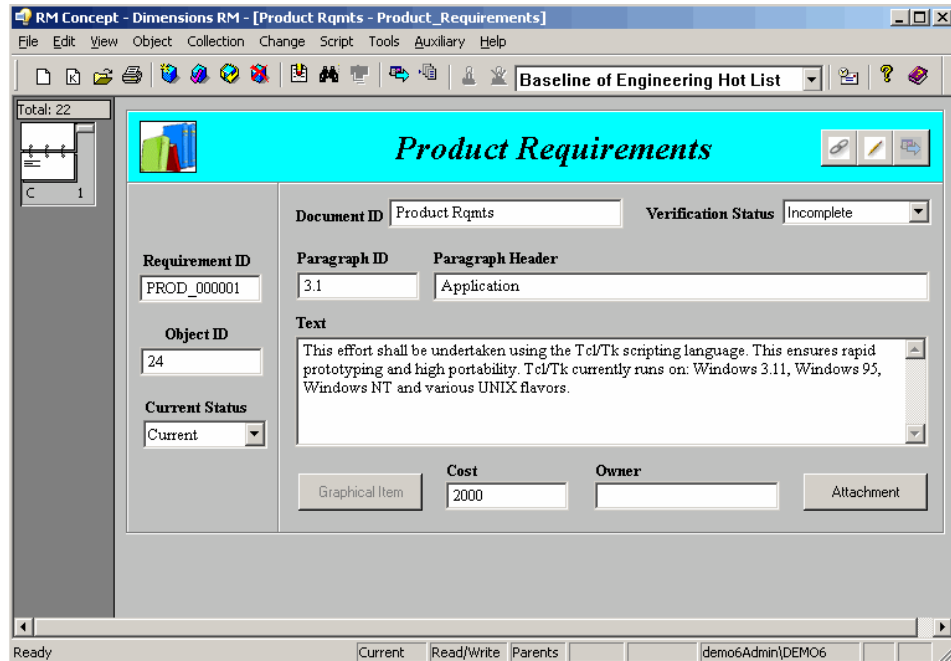 RM Concept - Dimensions RM - [Product Rqmts - Product_Requirements]
File Edit View Object Collection Change Script Tools Auxiliary Help
Baseline of Engineering Hot List
Total: 22
C 1
Product Requirements
Document ID Product Rqmts Verification Status Incomplete
Requirement ID Paragraph ID Paragraph Header
PROD_000001 3.1 Application
Object ID Text
24
This effort shall be undertaken using the Tcl/Tk scripting language. This ensures rapid
prototyping and high portability. Tcl/Tk currently runs on: Windows 3.11, Windows 95,
Windows NT and various UNIX flavors.
Current Status
Current
Cost Owner
Graphical Item 2000 Attachment
Ready Current Read/Write Parents demo6Admin\DEMO6